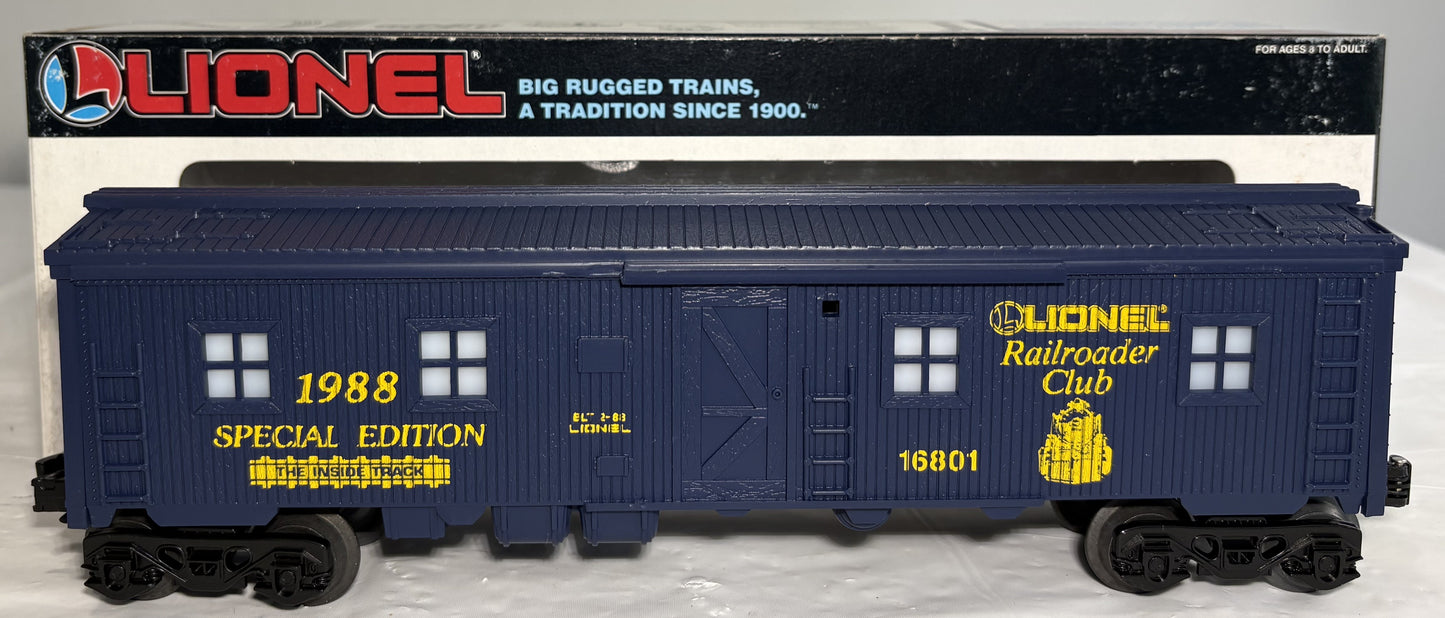 LIONEL®
BIG RUGGED TRAINS,
A TRADITION SINCE 1900.™
FOR AGES 8 TO ADULT.
1988
SPECIAL EDITION
THE INSIDE TRACK
BLT 2-88
LIONEL
LIONEL®
Railroader
Club
16801